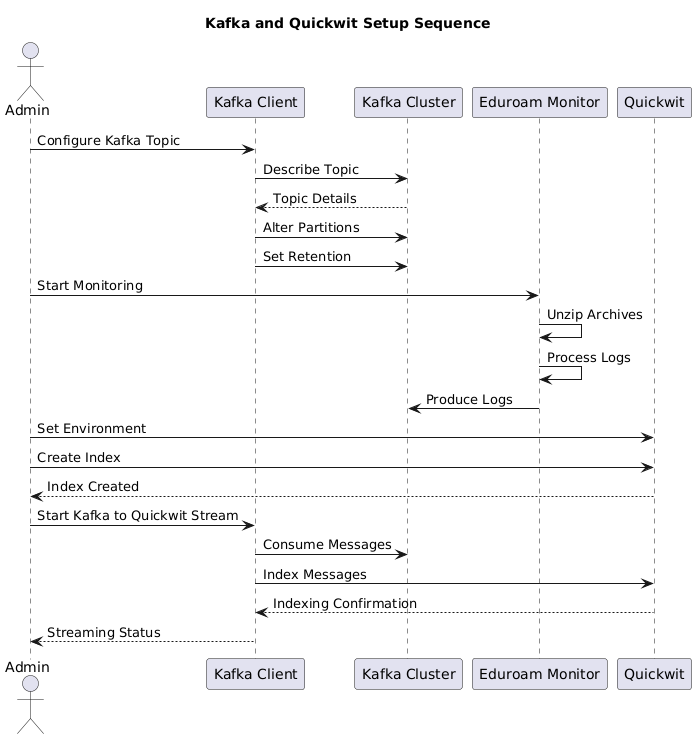 Kafka and Quickwit Setup Sequence
Admin
Kafka Client
Kafka Cluster
Eduroam Monitor
Quickwit
Configure Kafka Topic
Describe Topic
Topic Details
Alter Partitions
Set Retention
Start Monitoring
Unzip Archives
Process Logs
Produce Logs
Set Environment
Create Index
Index Created
Start Kafka to Quickwit Stream
Consume Messages
Index Messages
Indexing Confirmation
Streaming Status
Admin
Kafka Client
Kafka Cluster
Eduroam Monitor
Quickwit